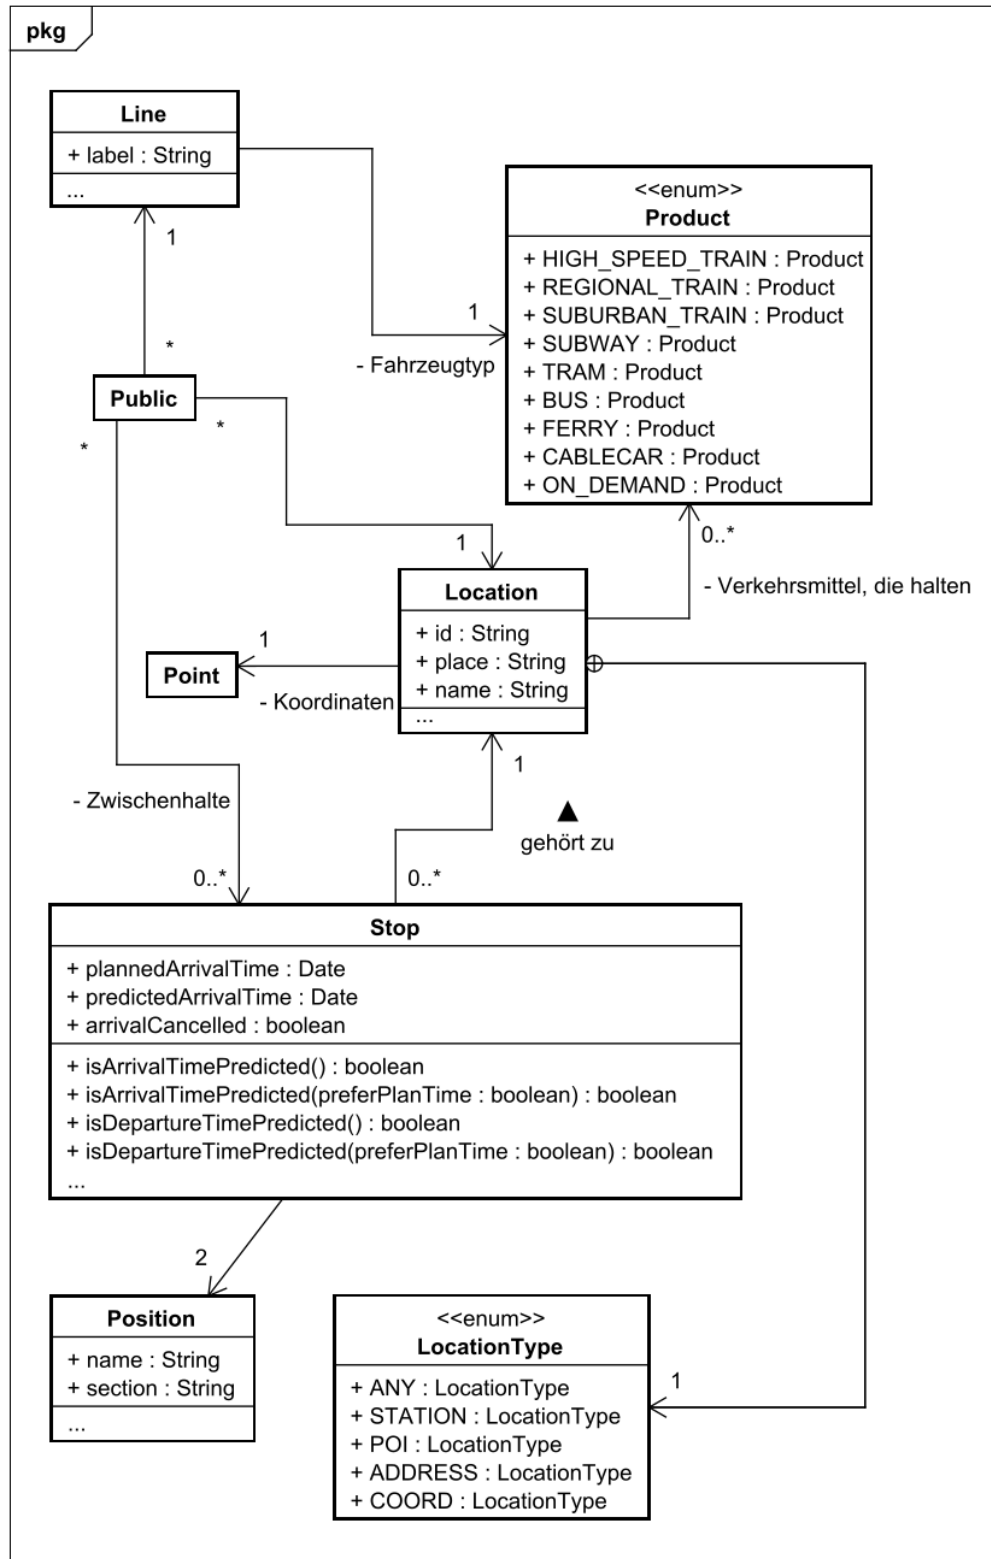 pkg
Line
+ label : String
...
1
*
Public
*
*
1
- Fahrzeugtyp
<<enum>>
Product
+ HIGH_SPEED_TRAIN : Product
+ REGIONAL_TRAIN : Product
+ SUBURBAN_TRAIN : Product
+ SUBWAY : Product
+ TRAM : Product
+ BUS : Product
+ FERRY : Product
+ CABLECAR : Product
+ ON_DEMAND : Product
0..*
- Verkehrsmittel, die halten
1
Location
+ id : String
+ place : String
+ name : String
...
1
Point
- Koordinaten
1
gehört zu
- Zwischenhalte
0..*
0..*
Stop
+ plannedArrivalTime : Date
+ predictedArrivalTime : Date
+ arrivalCancelled : boolean
+ isArrivalTimePredicted() : boolean
+ isArrivalTimePredicted(preferPlanTime : boolean) : boolean
+ isDepartureTimePredicted() : boolean
+ isDepartureTimePredicted(preferPlanTime : boolean) : boolean
...
2
Position
+ name : String
+ section : String
...
<<enum>>
LocationType
+ ANY : LocationType
+ STATION : LocationType
+ POI : LocationType
+ ADDRESS : LocationType
+ COORD : LocationType
1